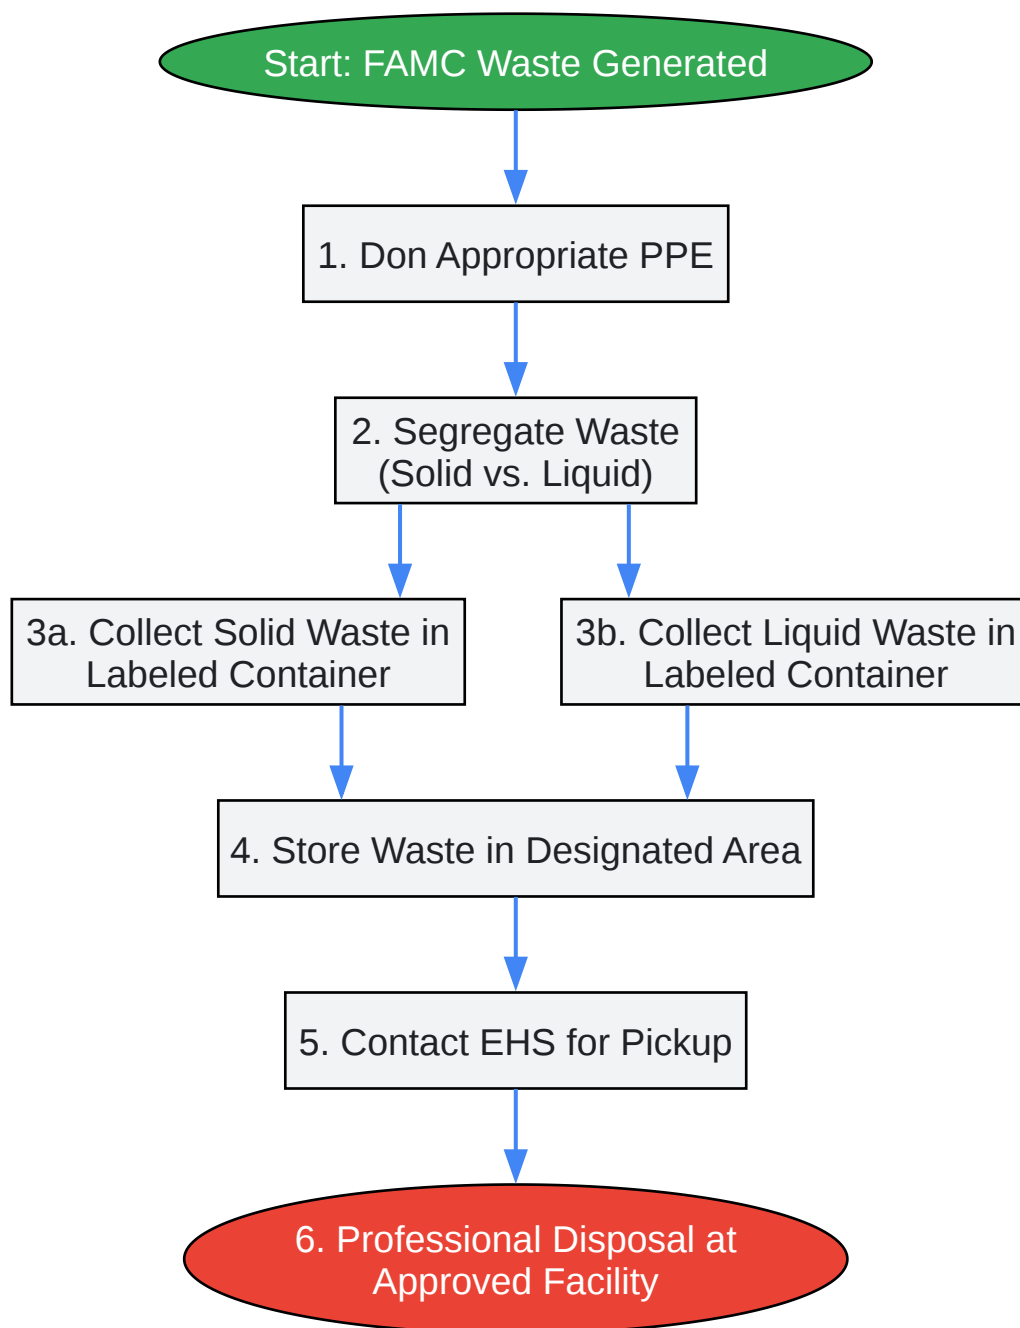 Start: FAMC Waste Generated
1. Don Appropriate PPE
2. Segregate Waste
(Solid vs. Liquid)
3a. Collect Solid Waste in
Labeled Container
3b. Collect Liquid Waste in
Labeled Container
4. Store Waste in Designated Area
5. Contact EHS for Pickup
6. Professional Disposal at
Approved Facility